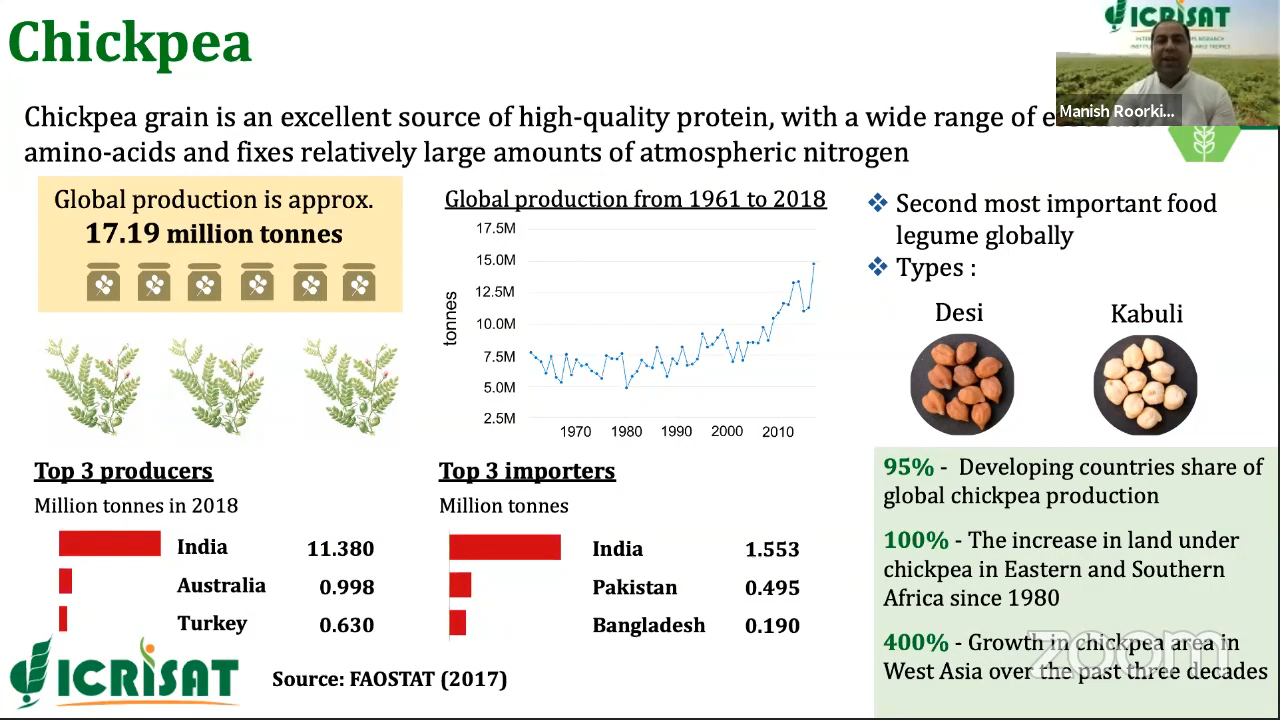 Chickpea
ICRISAT
Manish Roorki...
Chickpea grain is an excellent source of high-quality protein, with a wide range of e
amino-acids and fixes relatively large amounts of atmospheric nitrogen
Global production is approx.
17.19 million tonnes
Global production from 1961 to 2018
17.5M
15.0M
12.5M
10.0M
7.5M
5.0M
2.5M
tonnes
1970 1980 1990 2000 2010
❖ Second most important food
legume globally
❖ Types :
Desi Kabuli
Top 3 producers
Million tonnes in 2018
India 11.380
Australia 0.998
Turkey 0.630
Top 3 importers
Million tonnes
India 1.553
Pakistan 0.495
Bangladesh 0.190
95% - Developing countries share of
global chickpea production
100% - The increase in land under
chickpea in Eastern and Southern
Africa since 1980
400% - Growth in chickpea area in
West Asia over the past three decades
zoom
ICRISAT
Source: FAOSTAT (2017)